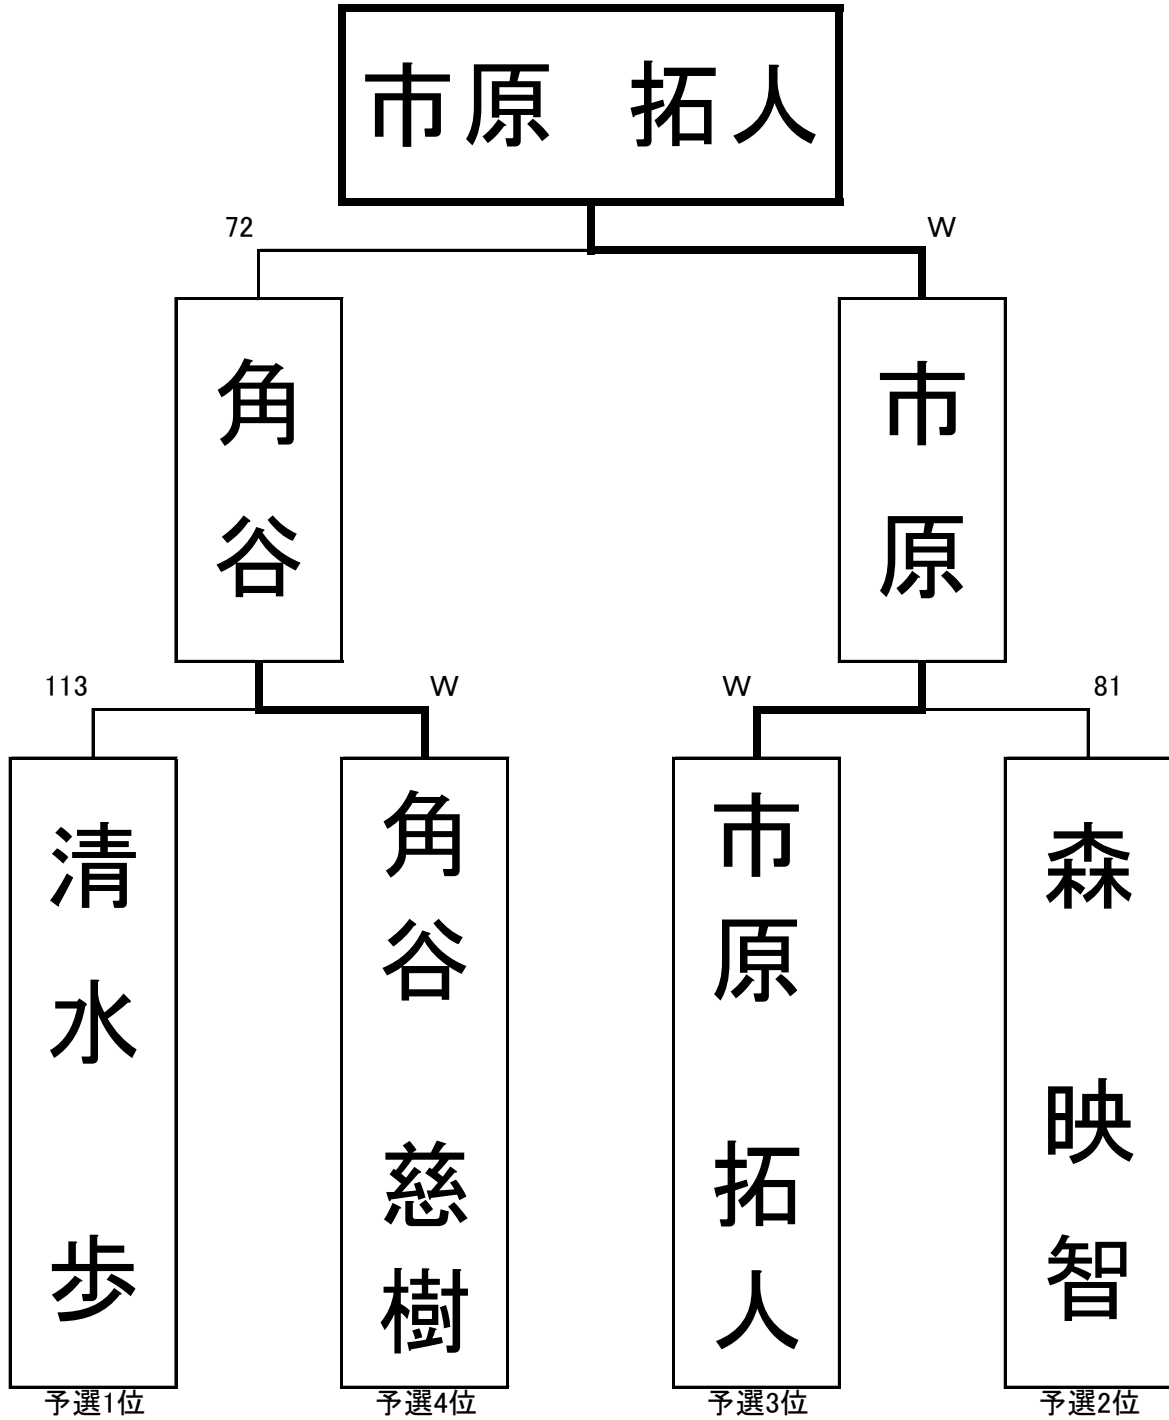 市原　拓人
72
W
角谷
市原
113
W
W
81
清水　歩
角谷　慈樹
市原　拓人
森　映智
予選1位
予選4位
予選3位
予選2位